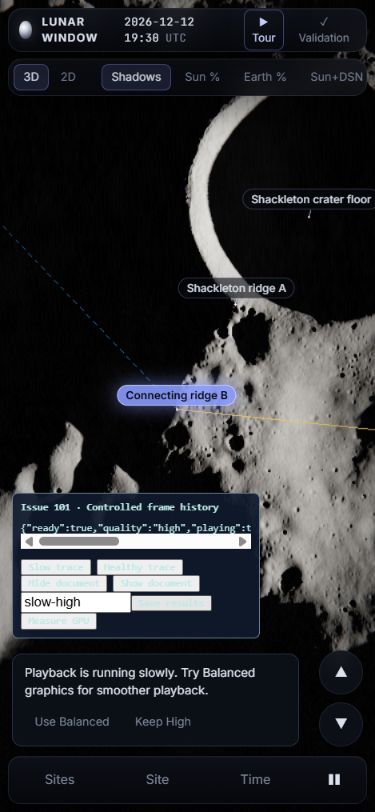 LUNAR WINDOW
2026-12-12
19:30 UTC
Tour
Validation
3D 2D Shadows Sun % Earth % Sun+DSN
Shackleton crater floor
Shackleton ridge A
Connecting ridge B
Issue 101 · Controlled frame history
{"ready":true,"quality":"high","playing":t
Slow trace Healthy trace
Hide document Show document
slow-high Save results
Measure GPU
Playback is running slowly. Try Balanced
graphics for smoother playback.
Use Balanced Keep High
Sites Site Time